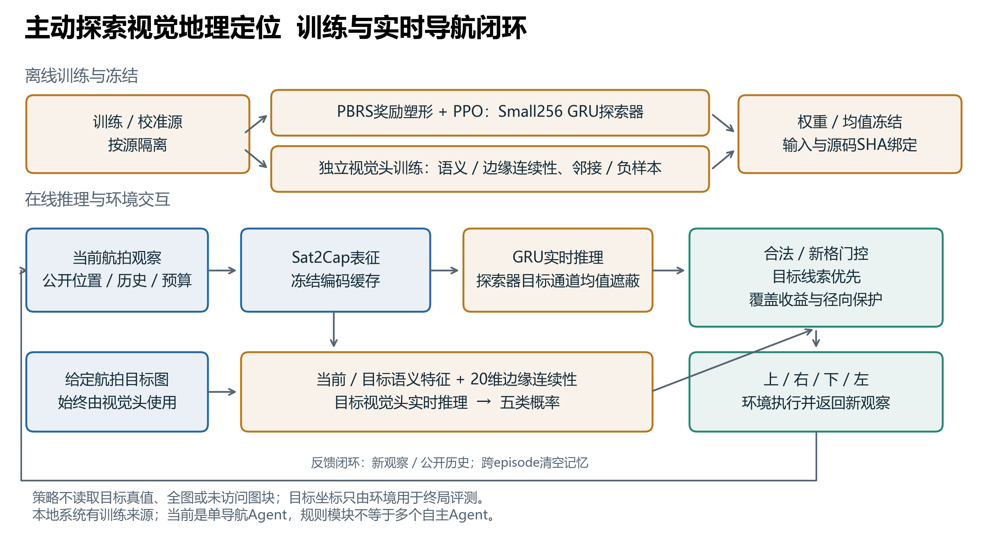 主动探索视觉地理定位 训练与实时导航闭环
离线训练与冻结
训练 / 校准源
按源隔离
PBRS奖励塑形 + PPO：Small256 GRU探索器
独立视觉头训练：语义 / 边缘连续性、邻接 / 负样本
权重 / 均值冻结
输入与源码SHA绑定
在线推理与环境交互
当前航拍观察
公开位置 / 历史 / 预算
Sat2Cap表征
冻结编码缓存
GRU实时推理
探索器目标通道均值遮蔽
合法 / 新格门控
目标线索优先
覆盖收益与径向保护
给定航拍目标图
始终由视觉头使用
当前 / 目标语义特征 + 20维边缘连续性
目标视觉头实时推理 → 五类概率
上 / 右 / 下 / 左
环境执行并返回新观察
反馈闭环：新观察 / 公开历史；跨episode清空记忆
策略不读取目标真值、全图或未访问图块；目标坐标只由环境用于终局评测。
本地系统有训练来源；当前是单导航Agent，规则模块不等于多个自主Agent。